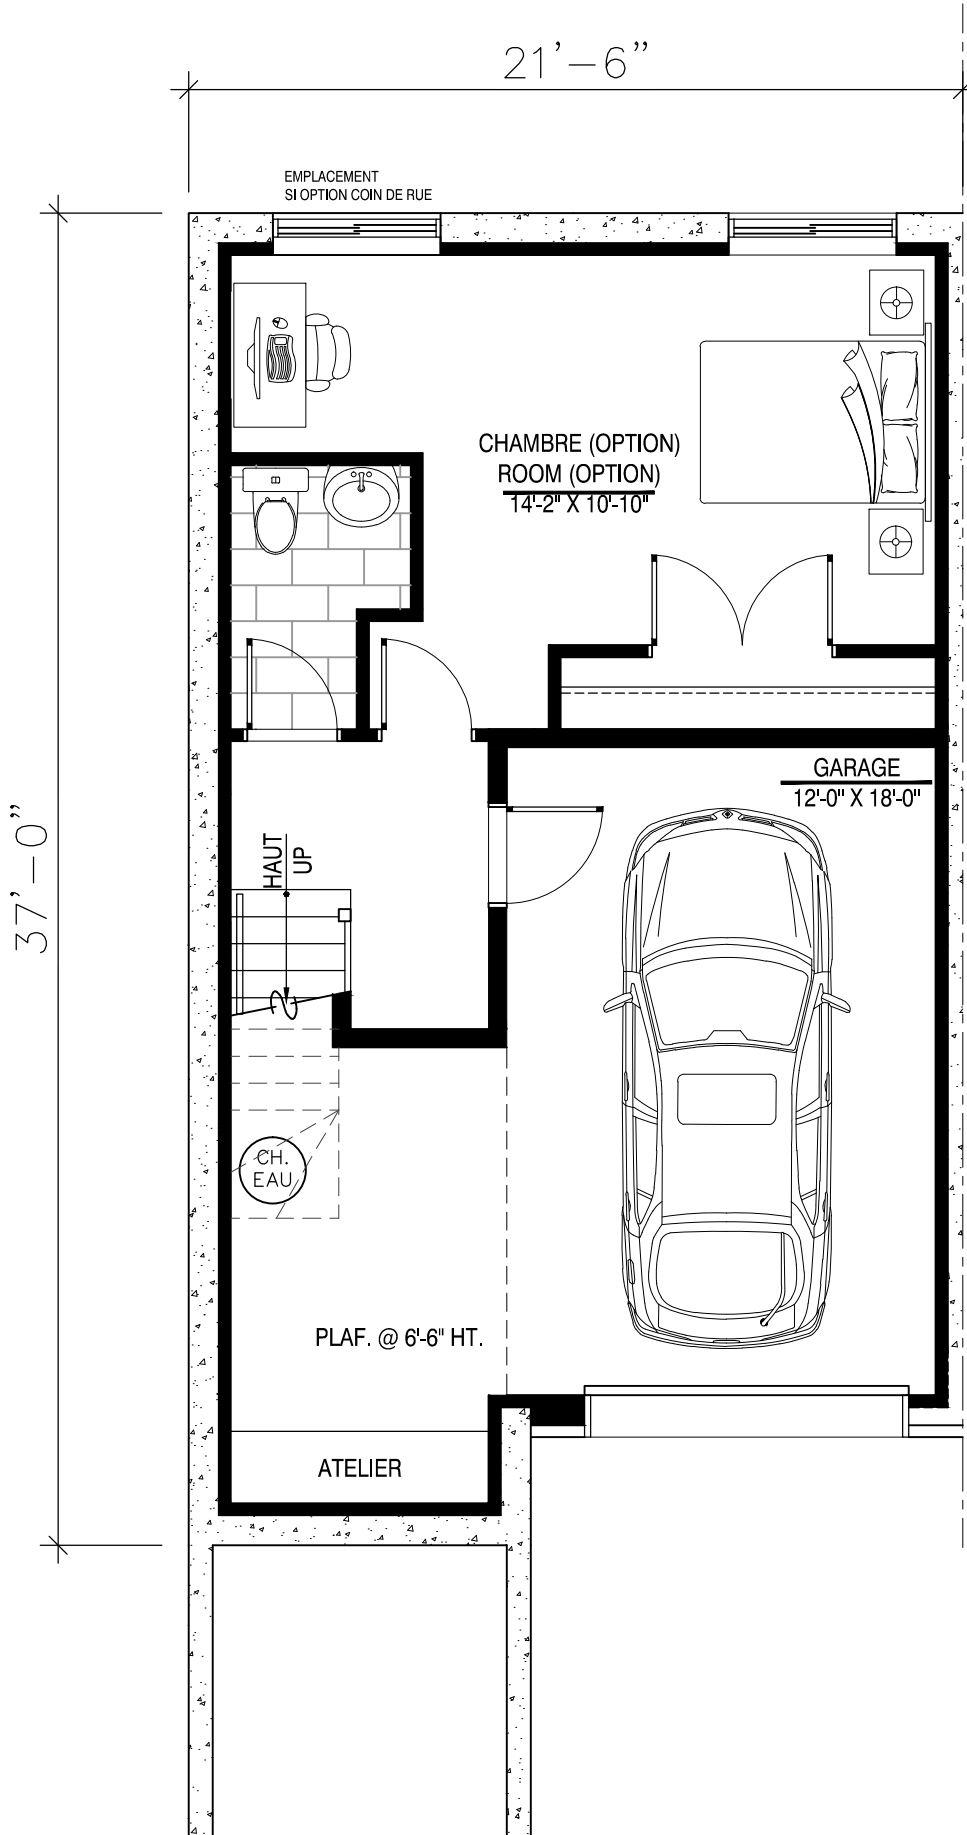 21'-6"
EMPLACEMENT
SI OPTION COIN DE RUE
CHAMBRE (OPTION)
ROOM (OPTION)
14'-2" X 10'-10"
GARAGE
12'-0" X 18'-0"
37'-0"
HAUT
UP
CH.
EAU
PLAF. @ 6'-6" HT.
ATELIER